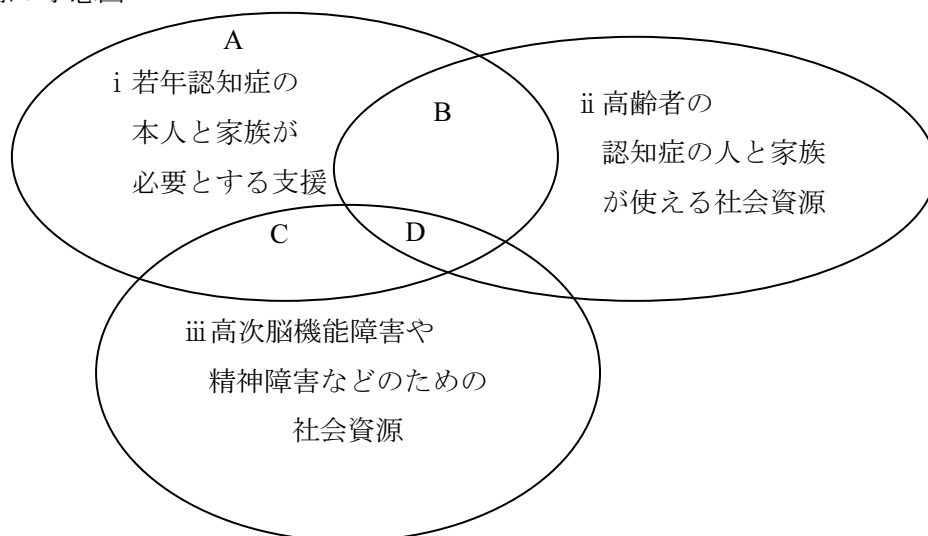 A
ⅰ若年認知症の
本人と家族が
必要とする支援
B
ⅱ高齢者の
認知症の人と家族
が使える社会資源
C
D
ⅲ高次脳機能障害や
精神障害などのための
社会資源